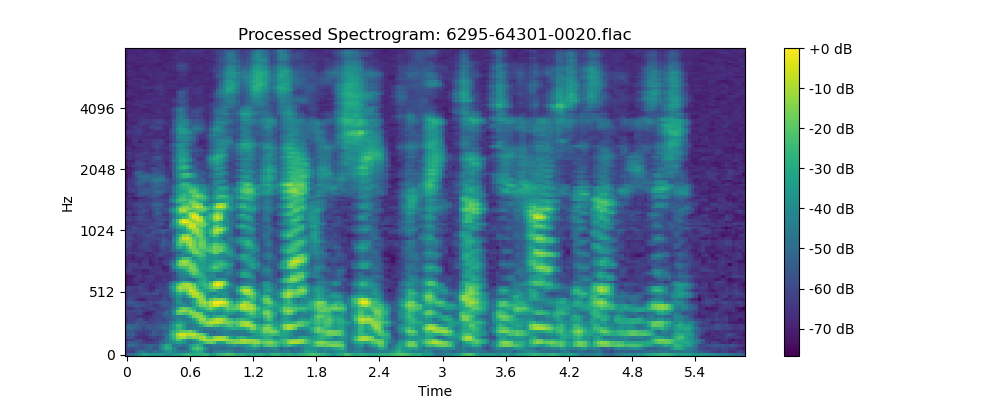 Processed Spectrogram: 6295-64301-0020.flac
Hz
4096
2048
1024
512
0
0 0.6 1.2 1.8 2.4 3 3.6 4.2 4.8 5.4
Time
+0 dB
-10 dB
-20 dB
-30 dB
-40 dB
-50 dB
-60 dB
-70 dB